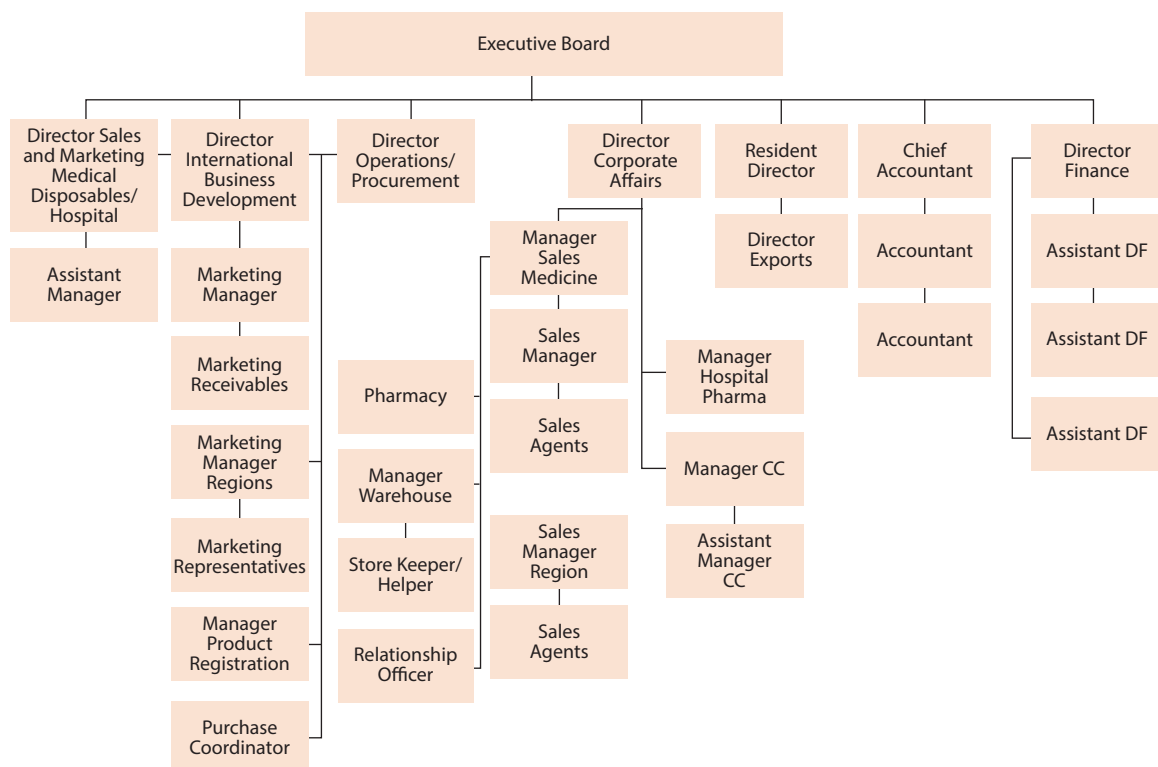 Executive Board
Director Sales
and Marketing
Medical
Disposables/
Hospital
Director
International
Business
Development
Director
Operations/
Procurement
Director
Corporate
Affairs
Resident
Director
Chief
Accountant
Director
Finance
Assistant
Manager
Marketing
Manager
Manager
Sales
Medicine
Director
Exports
Accountant
Assistant DF
Marketing
Receivables
Pharmacy
Sales
Manager
Manager
Hospital
Pharma
Accountant
Assistant DF
Marketing
Manager
Regions
Manager
Warehouse
Sales
Agents
Manager CC
Assistant DF
Marketing
Representatives
Store Keeper/
Helper
Sales
Manager
Region
Assistant
Manager
CC
Manager
Product
Registration
Relationship
Officer
Sales
Agents
Purchase
Coordinator